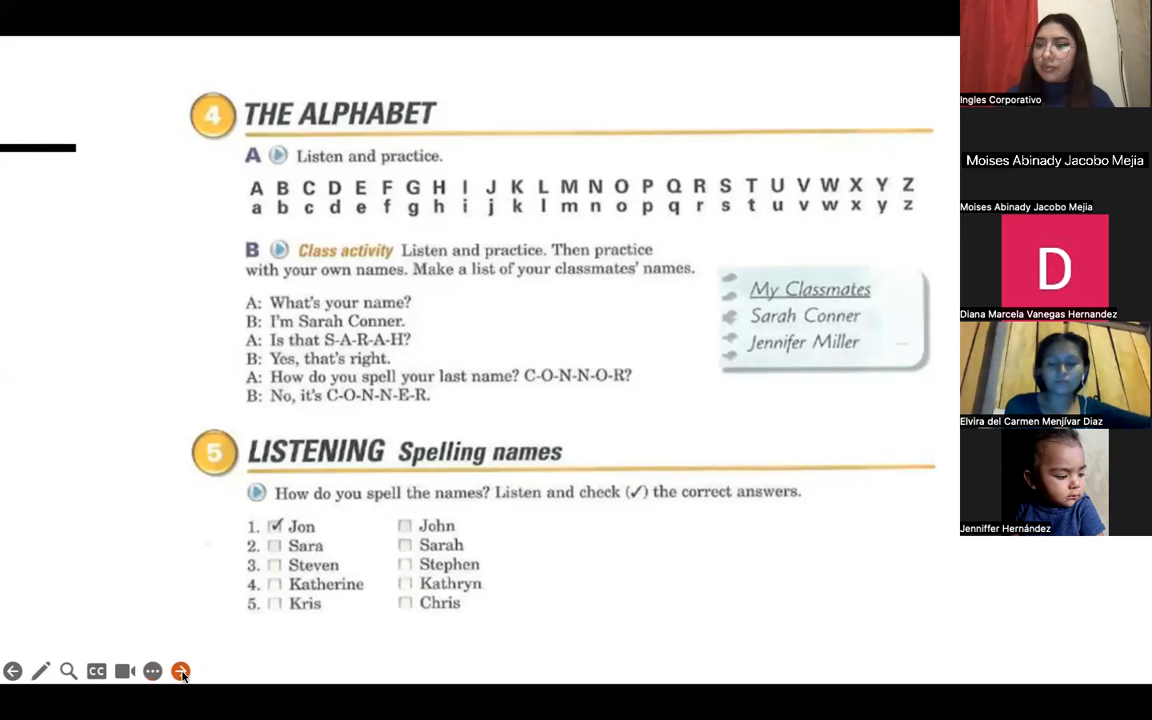 4 THE ALPHABET
A Listen and practice.
A B C D E F G H I J K L M N O P Q R S T U V W X Y Z
a b c d e f g h i j k l m n o p q r s t u v w x y z
B Class activity Listen and practice. Then practice
with your own names. Make a list of your classmates' names.
A: What's your name?
B: I'm Sarah Conner.
A: Is that S-A-R-A-H?
B: Yes, that's right.
A: How do you spell your last name? C-O-N-N-O-R?
B: No, it's C-O-N-N-E-R.
My Classmates
Sarah Conner
Jennifer Miller
5 LISTENING Spelling names
How do you spell the names? Listen and check (✓) the correct answers.
1. ✓ Jon John
2. Sara Sarah
3. Steven Stephen
4. Katherine Kathryn
5. Kris Chris
CC
Ingles Corporativo
Moises Abinady Jacobo Mejia
Moises Abinady Jacobo Mejia
D
Diana Marcela Vanegas Hernandez
Elvira del Carmen Menjívar Diaz
Jenniffer Hernández